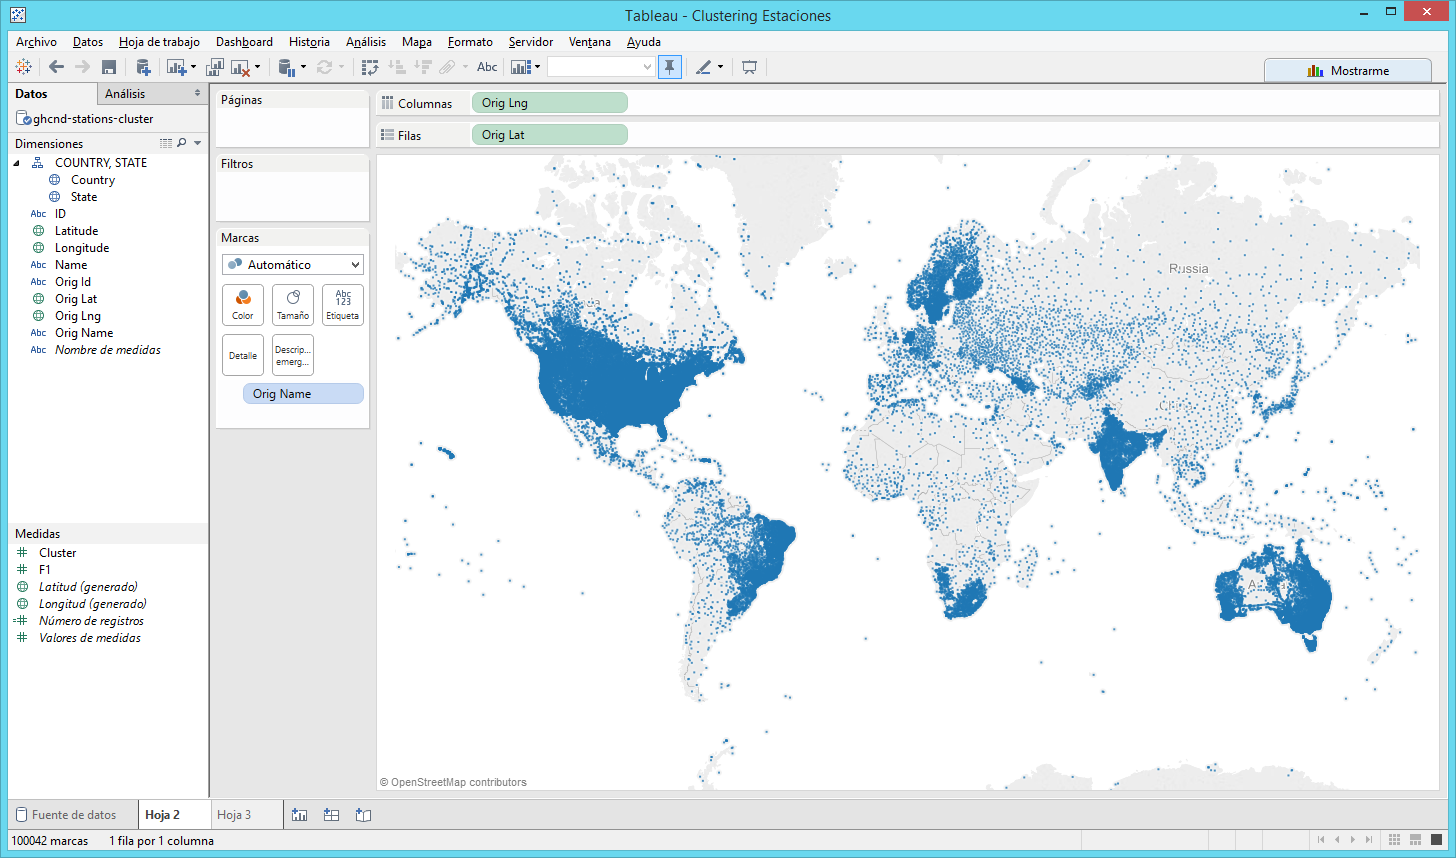 Tableau - Clustering Estaciones
Archivo Datos Hoja de trabajo Dashboard Historia Análisis Mapa Formato Servidor Ventana Ayuda
Abc
Mostrarme
Datos Análisis
ghcnd-stations-cluster
Dimensiones
COUNTRY, STATE
Country
State
Abc ID
Latitude
Longitude
Abc Name
Abc Orig Id
Orig Lat
Orig Lng
Abc Orig Name
Abc Nombre de medidas
Medidas
Cluster
F1
Latitud (generado)
Longitud (generado)
Número de registros
Valores de medidas
Páginas
Filtros
Marcas
Automático
Color
Tamaño
Abc
123
Etiqueta
Detalle
Descrip...
emerg...
Orig Name
Columnas Orig Lng
Filas Orig Lat
Russia
© OpenStreetMap contributors
Fuente de datos Hoja 2 Hoja 3
100042 marcas 1 fila por 1 columna